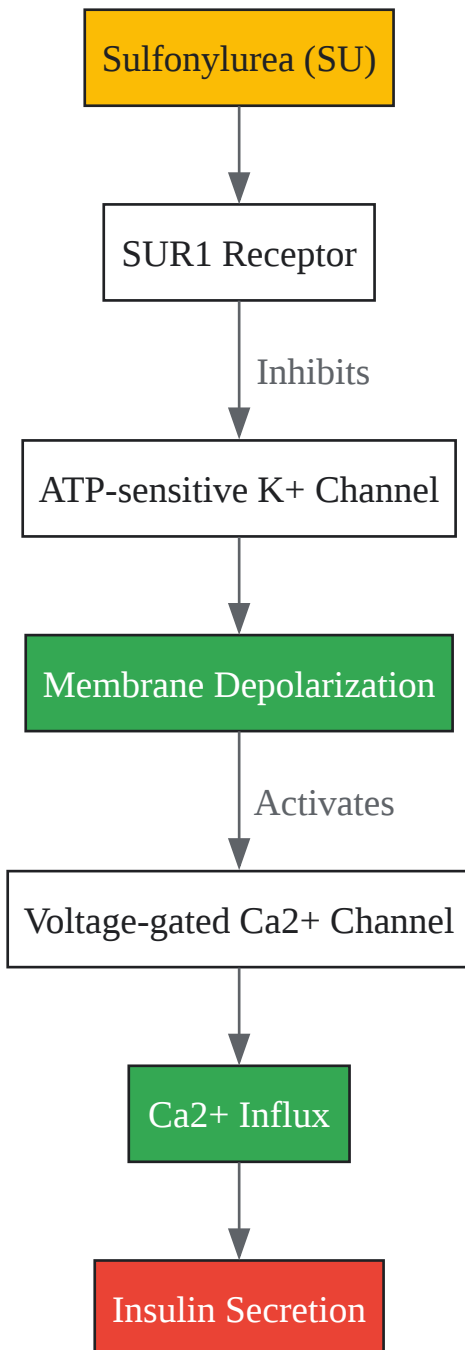 Sulfonylurea (SU)
SUR1 Receptor
Inhibits
ATP-sensitive K+ Channel
Membrane Depolarization
Activates
Voltage-gated Ca2+ Channel
Ca2+ Influx
Insulin Secretion